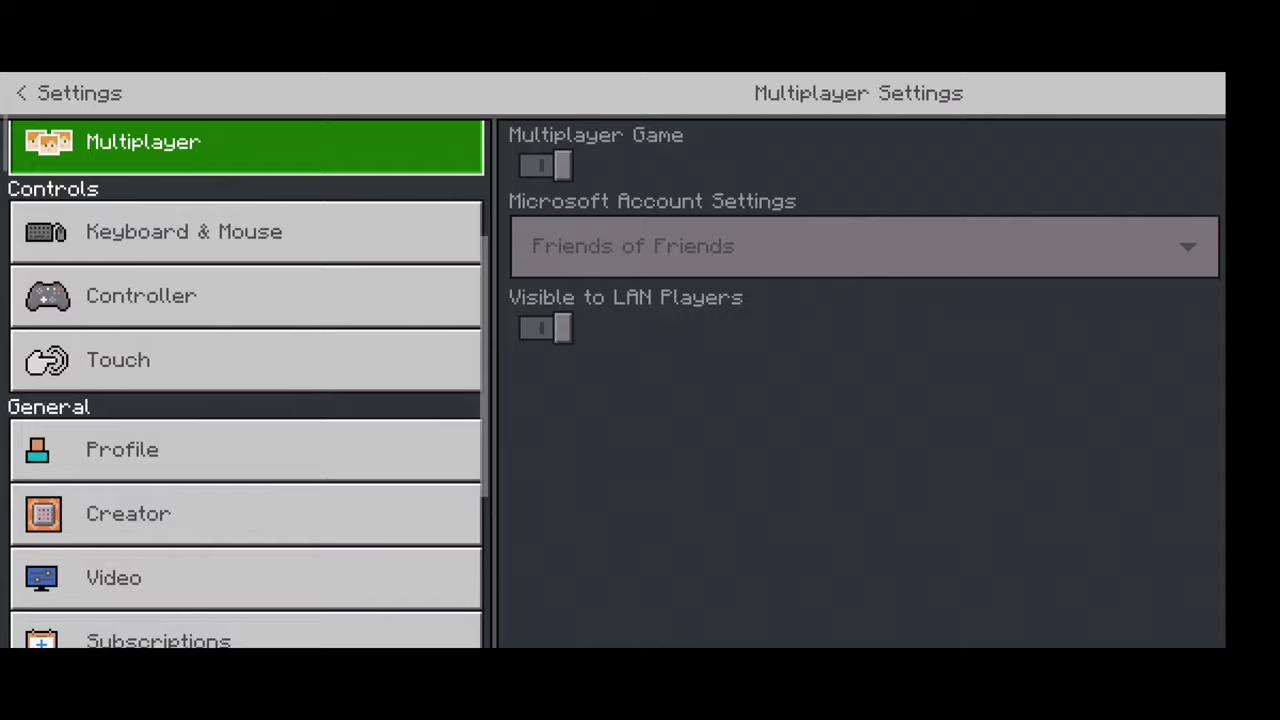 Settings
Multiplayer Settings
Multiplayer
Controls
Keyboard & Mouse
Controller
Touch
General
Profile
Creator
Video
Subscriptions
Multiplayer Game
Microsoft Account Settings
Friends of Friends
Visible to LAN Players